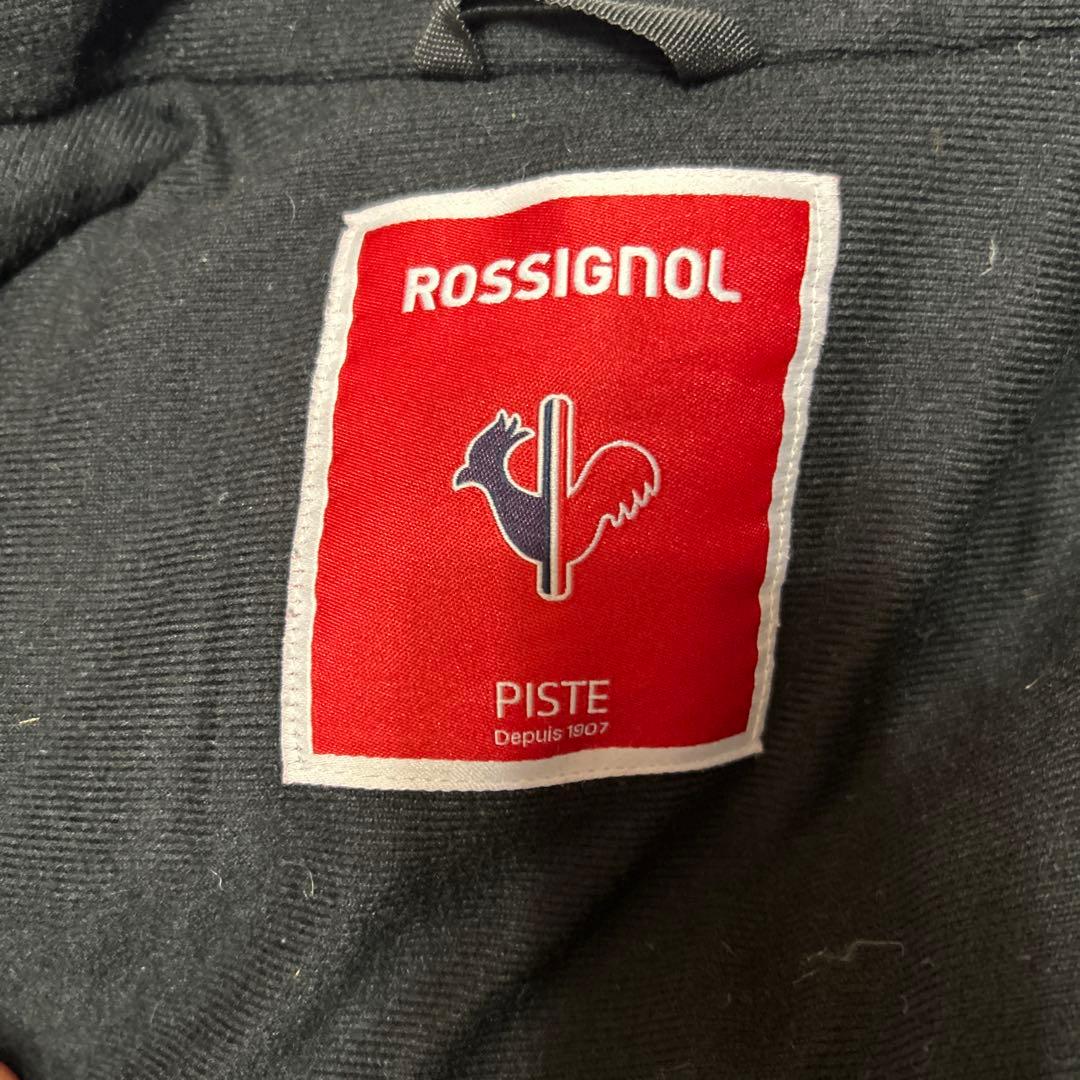 ROSSIGNOL
PISTE
Depuis 1907